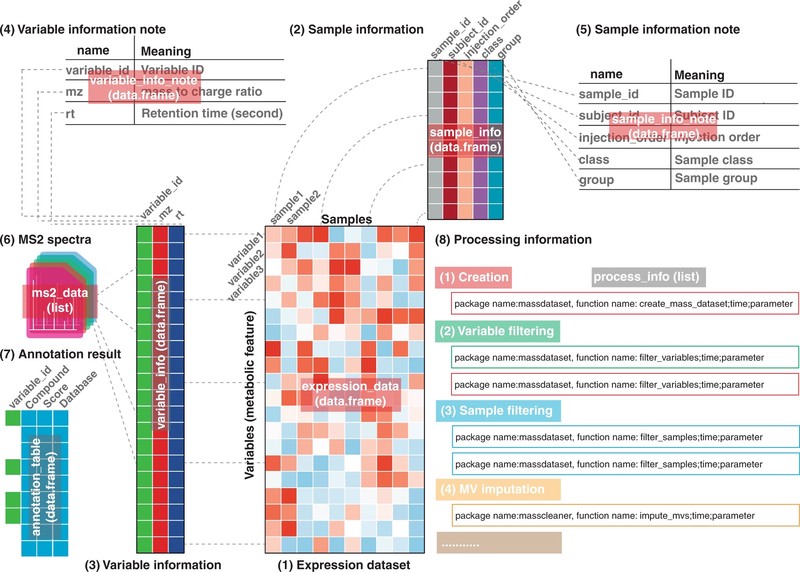 (4) Variable information note
name Meaning
variable_id Variable ID
variable_info_note
(data.frame)
mz mass to charge ratio
rt Retention time (second)
(2) Sample information
sample_id
subject_id
injection_order
class
group
sample_info
(data.frame)
(5) Sample information note
name Meaning
sample_id Sample ID
subject_id Subject ID
sample_info_note
(data.frame)
injection_order Injection order
class Sample class
group Sample group
(6) MS2 spectra
ms2_data
(list)
(7) Annotation result
variable_id
Compound
Score
Database
annotation_table
(data.frame)
variable_id
mz
rt
variable_info (data.frame)
(3) Variable information
Samples
sample1
sample2
variable1
variable2
variable3
Variables (metabolic feature)
expression_data
(data.frame)
(1) Expression dataset
(8) Processing information
(1) Creation
process_info (list)
package name:massdataset, function name: create_mass_dataset;time;parameter
(2) Variable filtering
package name:massdataset, function name: filter_variables;time;parameter
package name:massdataset, function name: filter_variables;time;parameter
(3) Sample filtering
package name:massdataset, function name: filter_samples;time;parameter
package name:massdataset, function name: filter_samples;time;parameter
(4) MV imputation
package name:masscleaner, function name: impute_mvs;time;parameter
...........